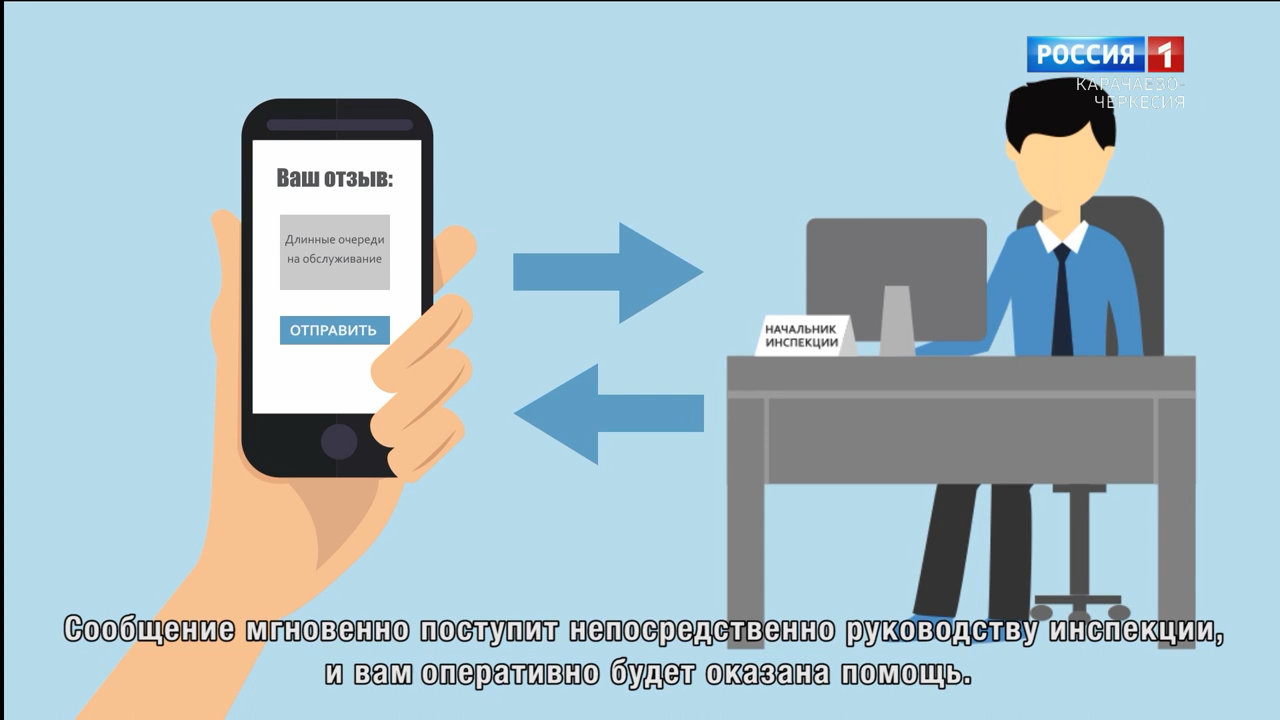 РОССИЯ 1
КАРАЧАЕВО-
ЧЕРКЕСИЯ
Ваш отзыв:
Длинные очереди
на обслуживание
ОТПРАВИТЬ
НАЧАЛЬНИК
ИНСПЕКЦИИ
Сообщение мгновенно поступит непосредственно руководству инспекции,
и вам оперативно будет оказана помощь.